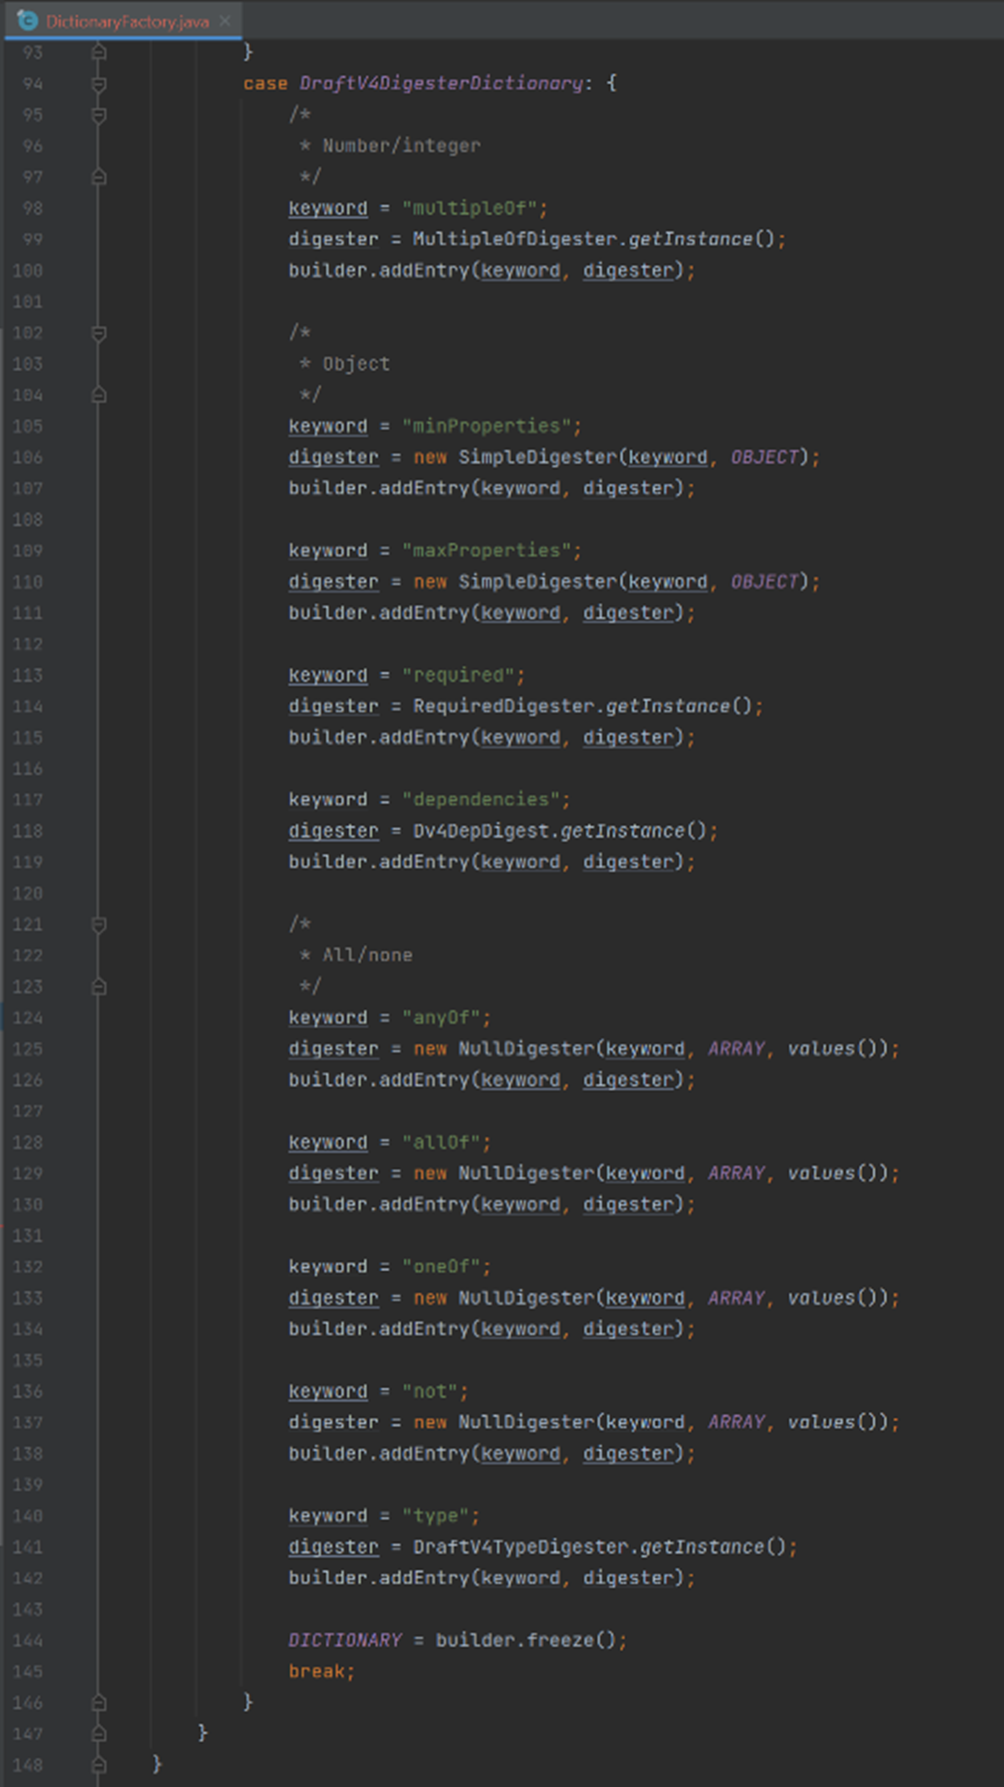 DictionaryFactory.java
93 }
94 case DraftV4DigesterDictionary: {
95 /*
96 * Number/integer
97 */
98 keyword = "multipleOf";
99 digester = MultipleOfDigester.getInstance();
100 builder.addEntry(keyword, digester);
101
102 /*
103 * Object
104 */
105 keyword = "minProperties";
106 digester = new SimpleDigester(keyword, OBJECT);
107 builder.addEntry(keyword, digester);
108
109 keyword = "maxProperties";
110 digester = new SimpleDigester(keyword, OBJECT);
111 builder.addEntry(keyword, digester);
112
113 keyword = "required";
114 digester = RequiredDigester.getInstance();
115 builder.addEntry(keyword, digester);
116
117 keyword = "dependencies";
118 digester = Dv4DepDigest.getInstance();
119 builder.addEntry(keyword, digester);
120
121 /*
122 * All/none
123 */
124 keyword = "anyOf";
125 digester = new NullDigester(keyword, ARRAY, values());
126 builder.addEntry(keyword, digester);
127
128 keyword = "allOf";
129 digester = new NullDigester(keyword, ARRAY, values());
130 builder.addEntry(keyword, digester);
131
132 keyword = "oneOf";
133 digester = new NullDigester(keyword, ARRAY, values());
134 builder.addEntry(keyword, digester);
135
136 keyword = "not";
137 digester = new NullDigester(keyword, ARRAY, values());
138 builder.addEntry(keyword, digester);
139
140 keyword = "type";
141 digester = DraftV4TypeDigester.getInstance();
142 builder.addEntry(keyword, digester);
143
144 DICTIONARY = builder.freeze();
145 break;
146 }
147 }
148 }